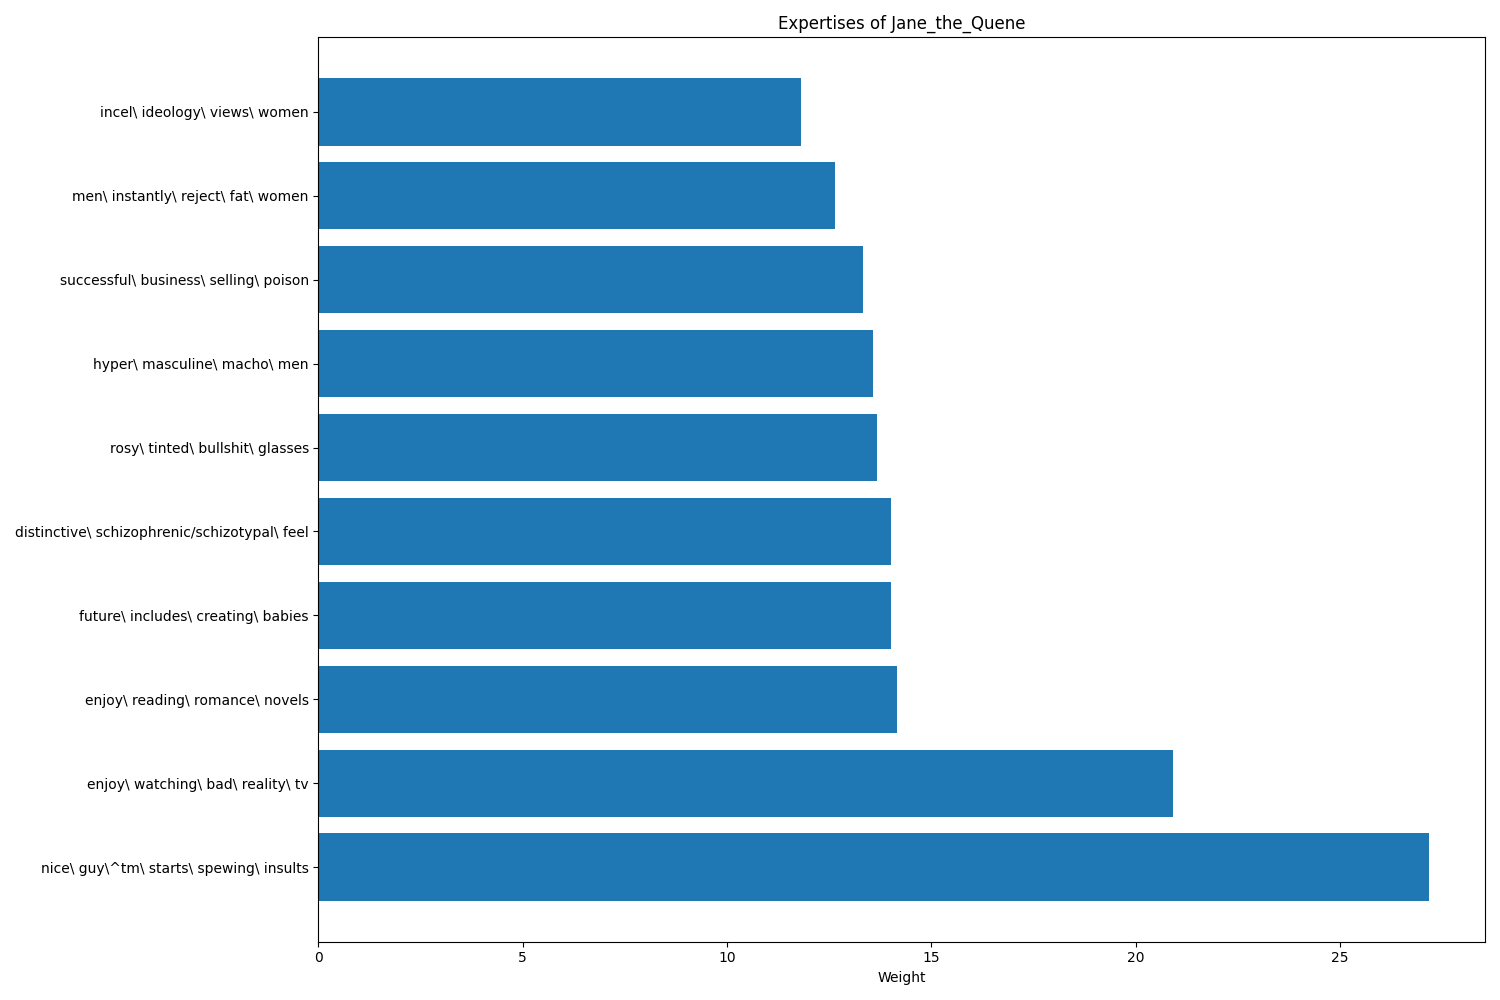 Expertises of Jane_the_Quene
incel\ ideology\ views\ women
men\ instantly\ reject\ fat\ women
successful\ business\ selling\ poison
hyper\ masculine\ macho\ men
rosy\ tinted\ bullshit\ glasses
distinctive\ schizophrenic/schizotypal\ feel
future\ includes\ creating\ babies
enjoy\ reading\ romance\ novels
enjoy\ watching\ bad\ reality\ tv
nice\ guy\^tm\ starts\ spewing\ insults
0 5 10 15 20 25
Weight